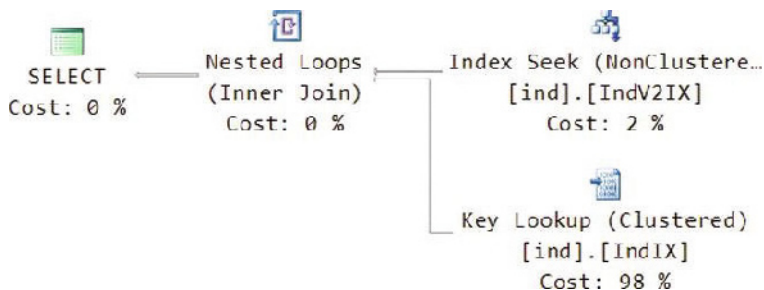 SELECT
Cost: 0 %
Nested Loops
(Inner Join)
Cost: 0 %
Index Seek (NonClustere…
[ind].[IndV2IX]
Cost: 2 %
Key Lookup (Clustered)
[ind].[IndIX]
Cost: 98 %